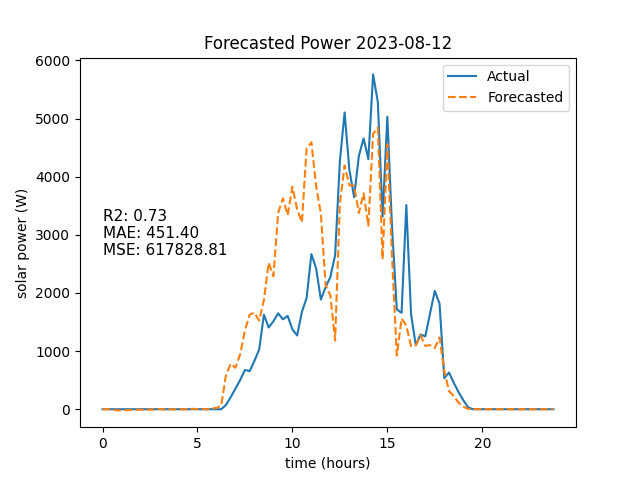 Forecasted Power 2023-08-12
6000
5000
4000
3000
2000
1000
0
solar power (W)
Actual
Forecasted
R2: 0.73
MAE: 451.40
MSE: 617828.81
0 5 10 15 20
time (hours)